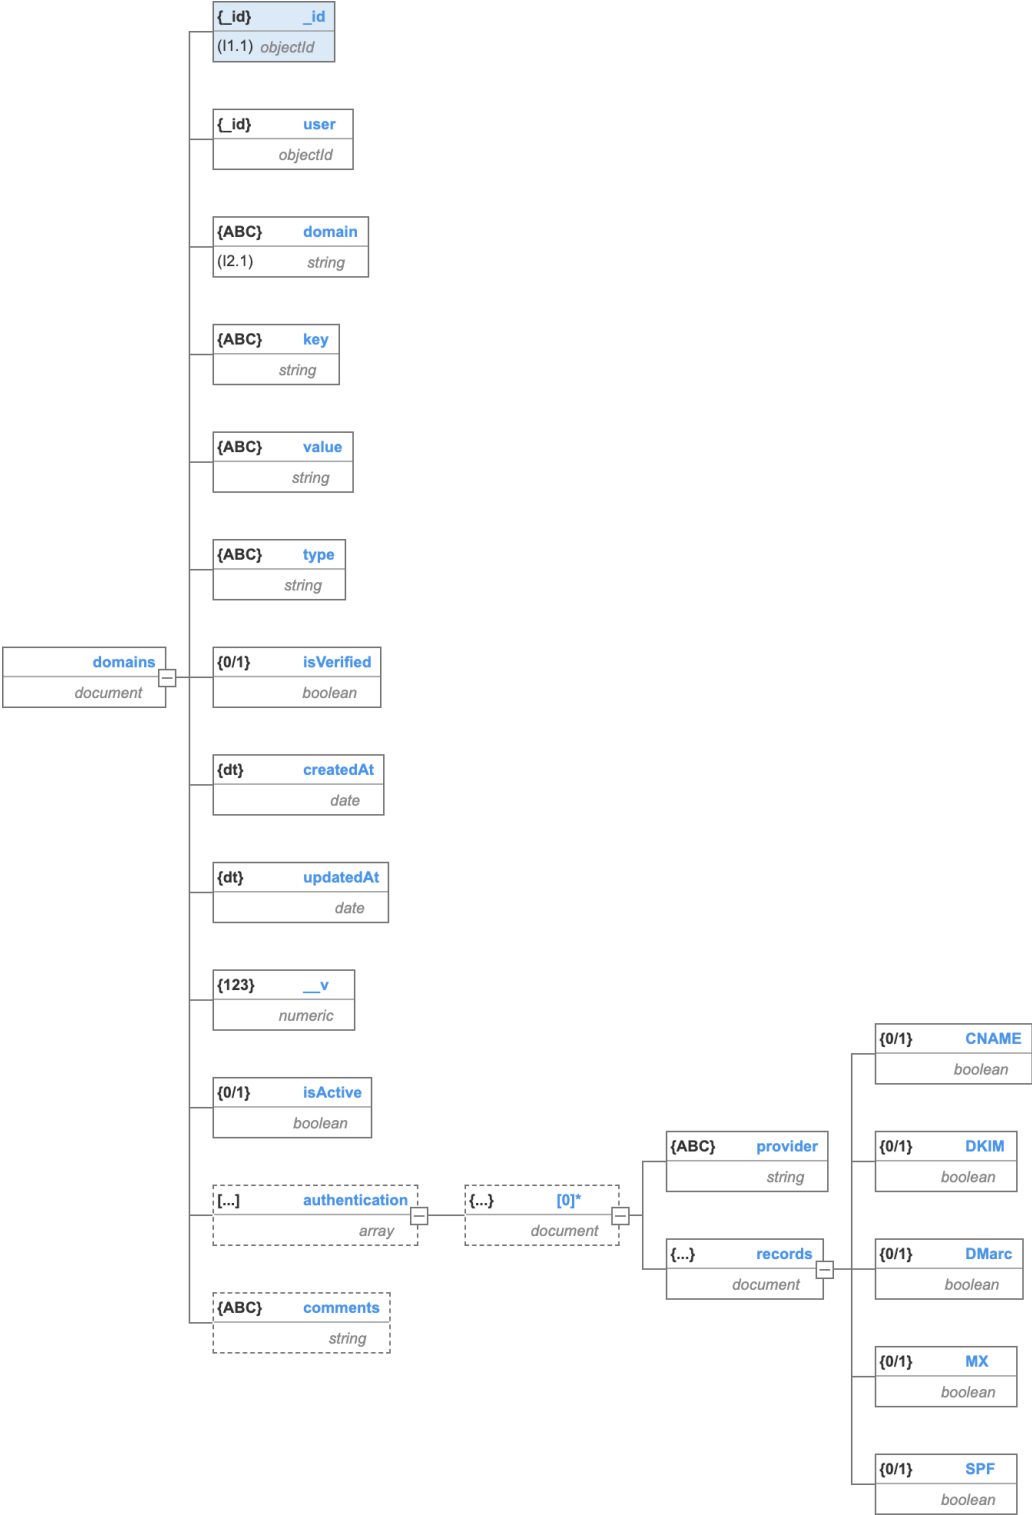 {_id} _id
(I1.1) objectId
{_id} user
objectId
{ABC} domain
(I2.1) string
{ABC} key
string
{ABC} value
string
{ABC} type
string
domains
document
{0/1} isVerified
boolean
{dt} createdAt
date
{dt} updatedAt
date
{123} __v
numeric
{0/1} isActive
boolean
[...] authentication
array
{...} [0]*
document
{ABC} provider
string
{...} records
document
{0/1} CNAME
boolean
{0/1} DKIM
boolean
{0/1} DMarc
boolean
{0/1} MX
boolean
{0/1} SPF
boolean
{ABC} comments
string